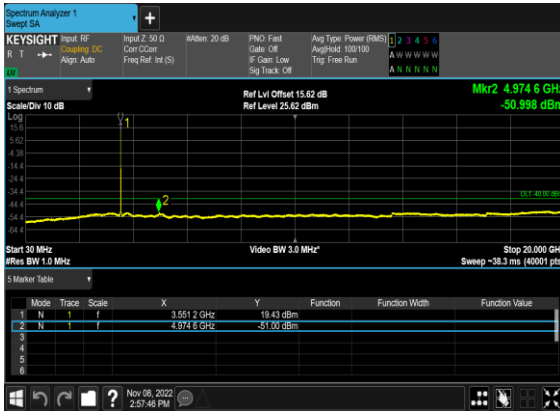 Spectrum Analyzer 1
Swept SA
+
KEYSIGHT Input: RF Input Z: 50 Ω #Atten: 20 dB PNO: Fast Avg Type: Power (RMS) 1 2 3 4 5 6
R T Coupling: DC Corr CCorr Gate: Off Avg|Hold: 100/100 A W W W W W
Align: Auto Freq Ref: Int (S) IF Gain: Low Trig: Free Run
Sig Track: Off A N N N N N
1 Spectrum
Scale/Div 10 dB
Ref Lvl Offset 15.62 dB
Ref Level 25.62 dBm
Mkr2 4.974 6 GHz
-50.998 dBm
Log
15.6
5.62
-4.38
-14.4
-24.4
-34.4
-44.4
-54.4
-64.4
1
2
DL1 -40.00 dBm
Start 30 MHz Video BW 3.0 MHz* Stop 20.000 GHz
#Res BW 1.0 MHz Sweep ~38.3 ms (40001 pts)
5 Marker Table
Mode Trace Scale X Y Function Function Width Function Value
1 N 1 f 3.551 2 GHz 19.43 dBm
2 N 1 f 4.974 6 GHz -51.00 dBm
3
4
5
6
? Nov 08, 2022
2:57:46 PM